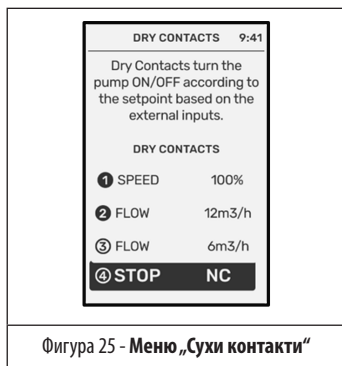 DRY CONTACTS 9:41
Dry Contacts turn the
pump ON/OFF according to
the setpoint based on the
external inputs.
DRY CONTACTS
1 SPEED 100%
2 FLOW 12m3/h
3 FLOW 6m3/h
4 STOP NC
Фигура 25 - Меню „Сухи контакти“